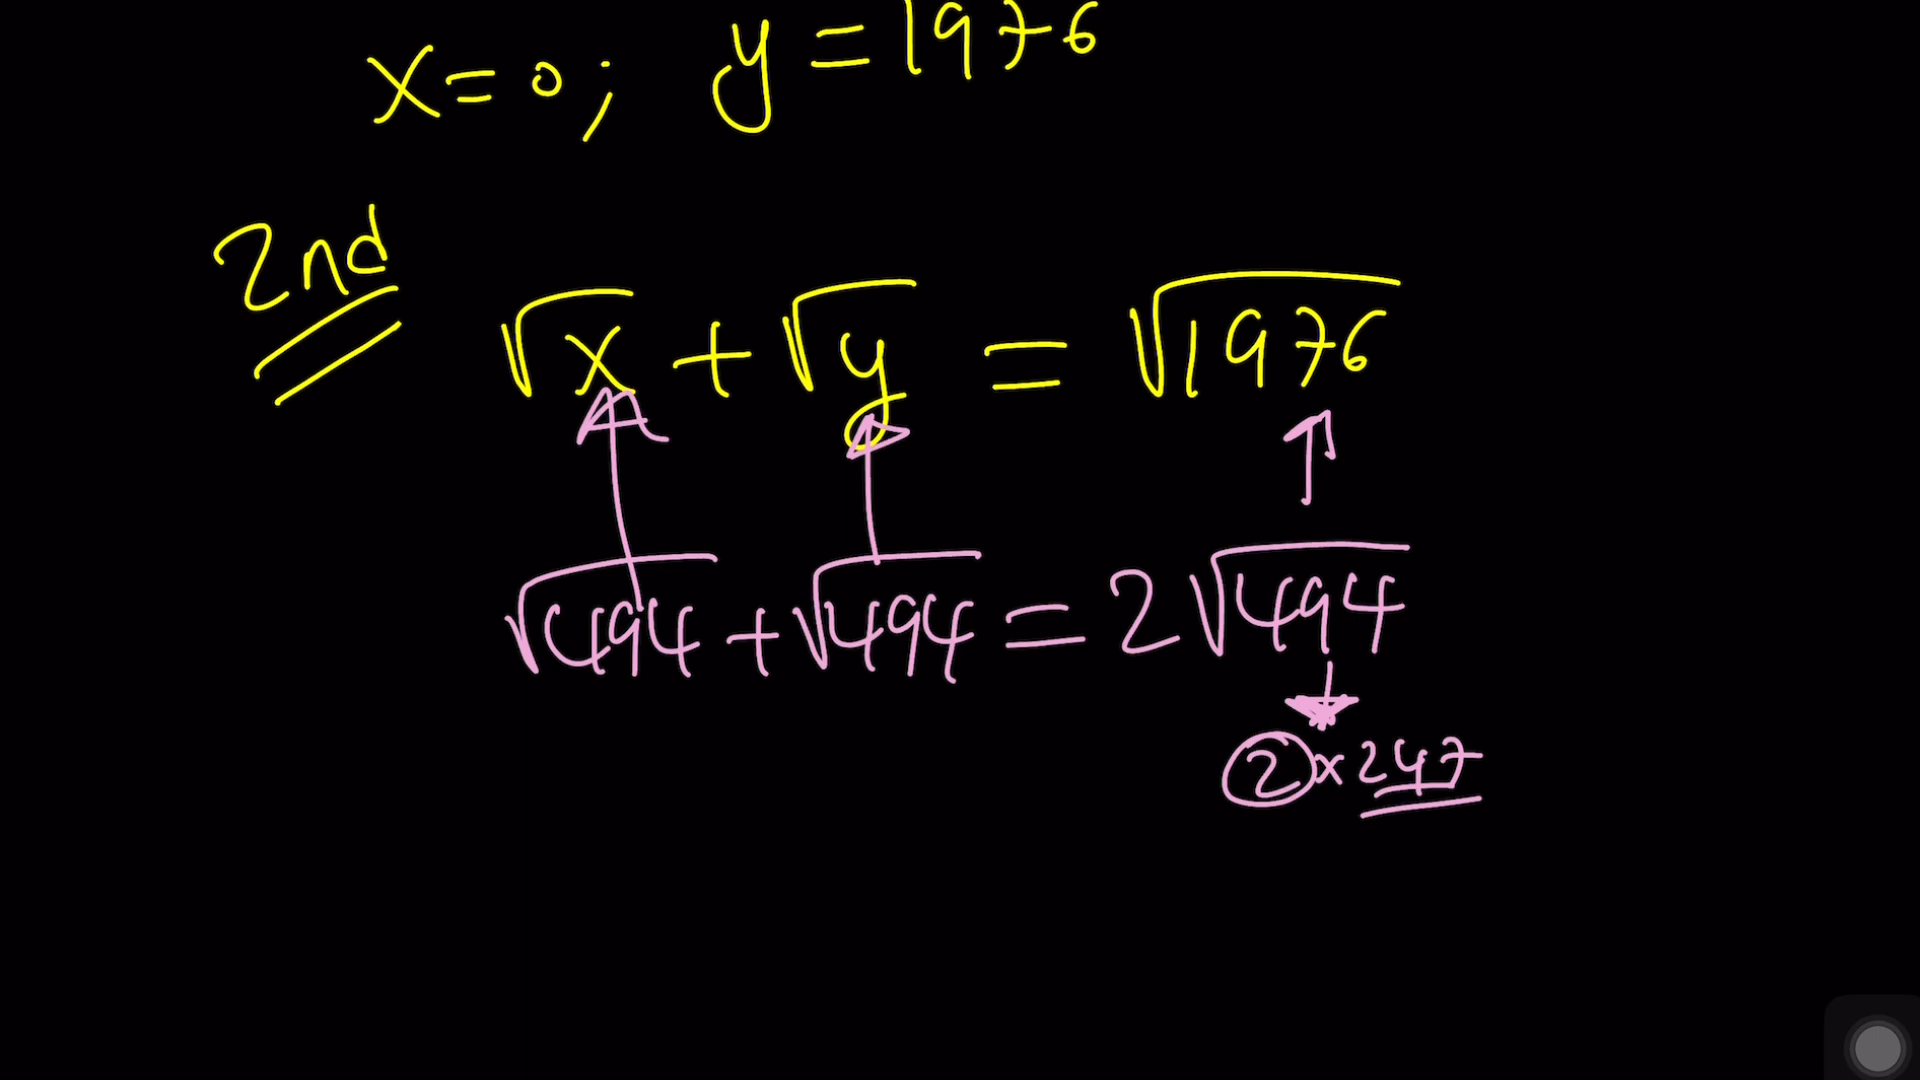 x = 0; y = 1976
2nd
√x + √y = √1976
√494 + √494 = 2√494
2 × 247